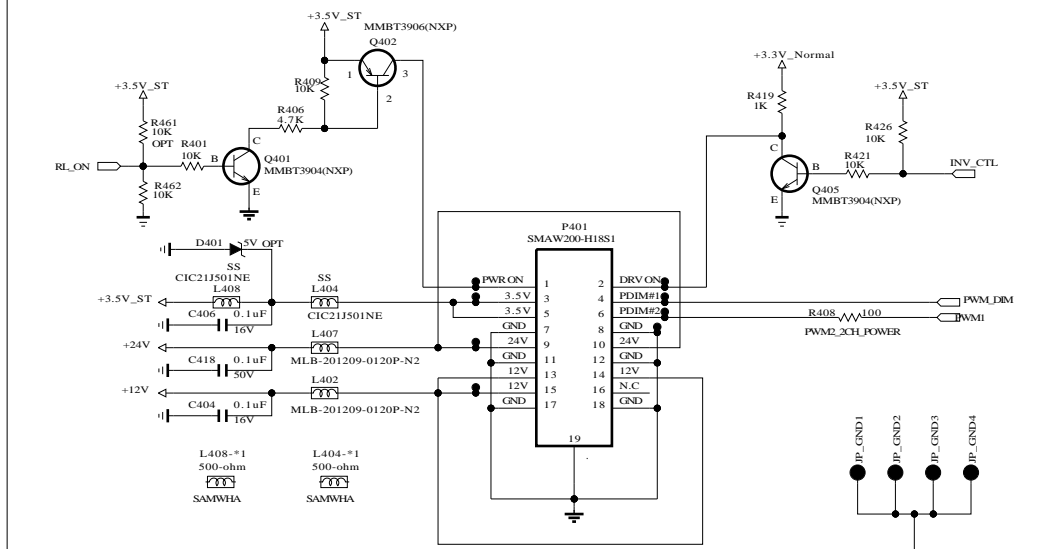 +3.5V_ST
MMBT3906(NXP)
Q402
1
3
2
R409
10K
R406
4.7K
+3.5V_ST
R461
10K
OPT
R401
10K
RL_ON
B
C
E
Q401
MMBT3904(NXP)
R462
10K
+3.3V_Normal
R419
1K
+3.5V_ST
R426
10K
C
B
E
R421
10K
INV_CTL
Q405
MMBT3904(NXP)
D401
5V
OPT
SS
CIC21J501NE
L408
SS
L404
CIC21J501NE
+3.5V_ST
C406
0.1uF
16V
L407
+24V
MLB-201209-0120P-N2
C418
0.1uF
50V
L402
+12V
MLB-201209-0120P-N2
C404
0.1uF
16V
P401
SMAW200-H18S1
PWR ON
1
2
DRV ON
3.5V
3
4
PDIM#1
3.5V
5
6
PDIM#2
GND
7
8
GND
24V
9
10
24V
GND
11
12
GND
12V
13
14
12V
12V
15
16
N.C
GND
17
18
GND
19
PWM_DIM
R408
100
PWM1
PWM2_2CH_POWER
L408-*1
500-ohm
SAMWHA
L404-*1
500-ohm
SAMWHA
JP_GND1
JP_GND2
JP_GND3
JP_GND4